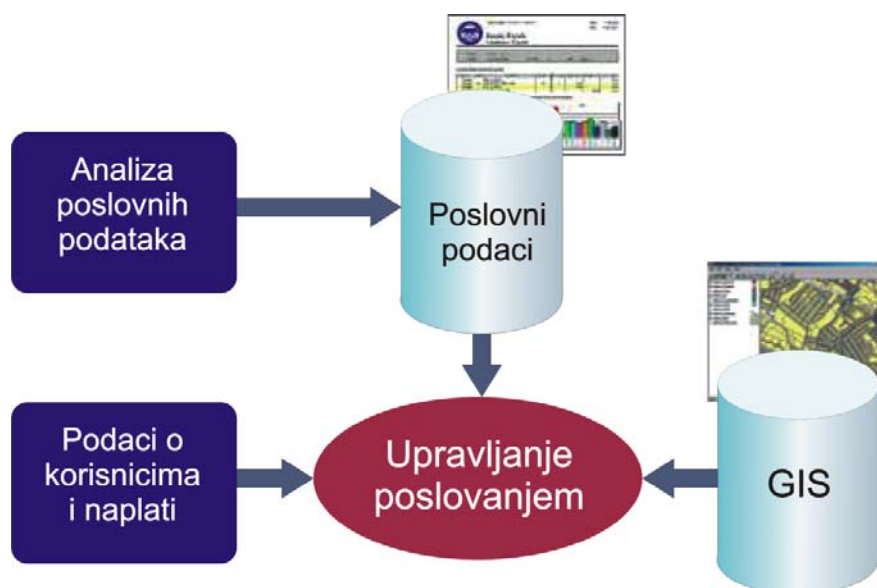 Analiza
poslovnih
podataka
Poslovni
podaci
Podaci o
korisnicima
i naplati
Upravljanje
poslovanjem
GIS